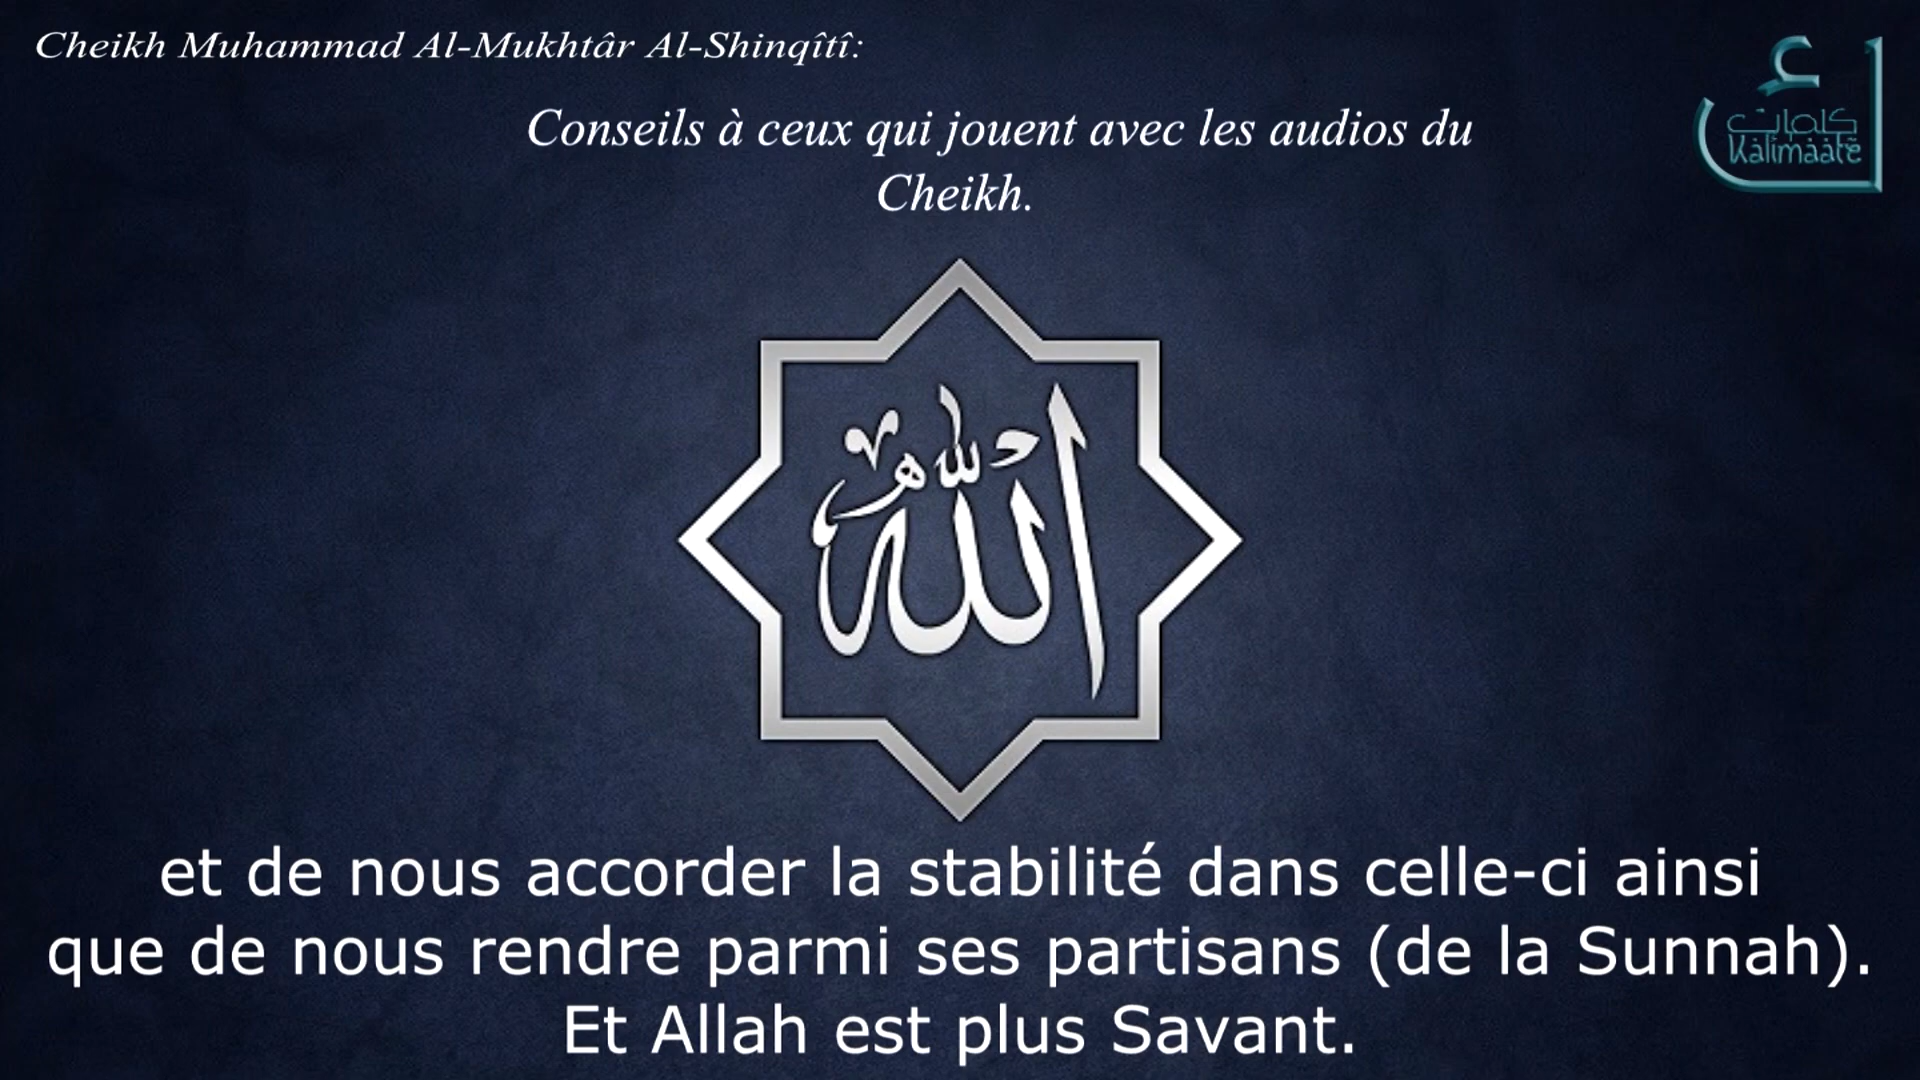 Cheikh Muhammad Al-Mukhtâr Al-Shinqîtî:
Conseils à ceux qui jouent avec les audios du
Cheikh.
كلمات
Kalimaate
الله
et de nous accorder la stabilité dans celle-ci ainsi
que de nous rendre parmi ses partisans (de la Sunnah).
Et Allah est plus Savant.